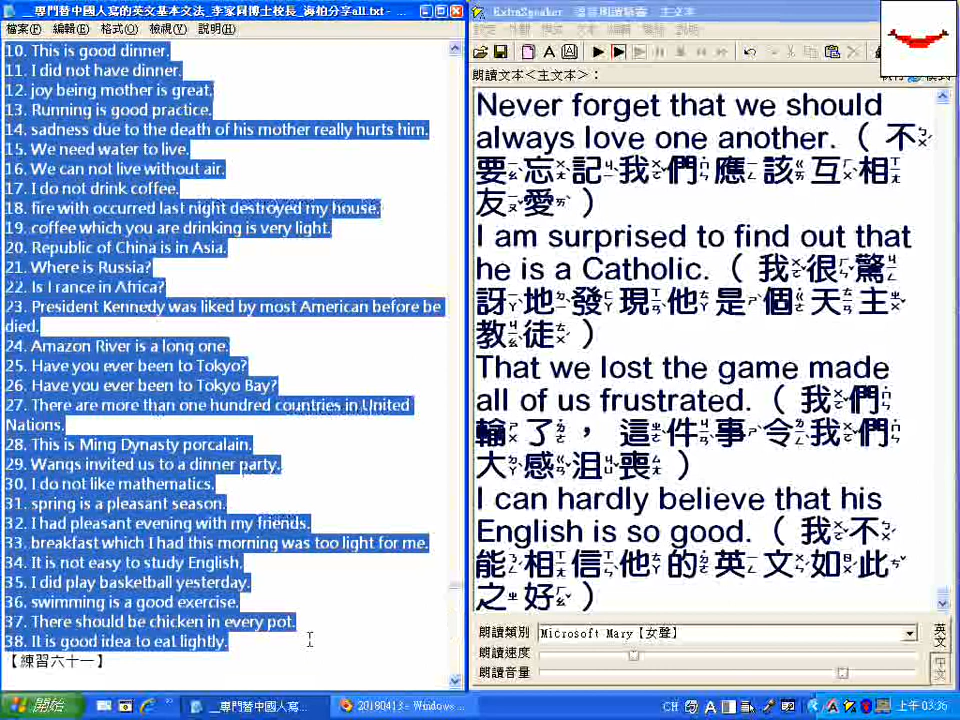 _專門替中國人寫的英文基本文法_李家同博士校長_海柏分享all.txt - ...
檔案(F) 編輯(E) 格式(O) 檢視(V) 說明(H)
10. This is good dinner.
11. I did not have dinner.
12. joy being mother is great.
13. Running is good practice.
14. sadness due to the death of his mother really hurts him.
15. We need water to live.
16. We can not live without air.
17. I do not drink coffee.
18. fire with occurred last night destroyed my house.
19. coffee which you are drinking is very light.
20. Republic of China is in Asia.
21. Where is Russia?
22. Is France in Africa?
23. President Kennedy was liked by most American before be
died.
24. Amazon River is a long one.
25. Have you ever been to Tokyo?
26. Have you ever been to Tokyo Bay?
27. There are more than one hundred countries in United
Nations.
28. This is Ming Dynasty porcalain.
29. Wangs invited us to a dinner party.
30. I do not like mathematics.
31. spring is a pleasant season.
32. I had pleasant evening with my friends.
33. breakfast which I had this morning was too light for me.
34. It is not easy to study English.
35. I did play basketball yesterday.
36. swimming is a good exercise.
37. There should be chicken in every pot.
38. It is good idea to eat lightly.
【練習六十一】
朗讀文本<主文本>：
Never forget that we should
always love one another.（不
要忘記我們應該互相
友愛）
I am surprised to find out that
he is a Catholic.（我很驚
訝地發現他是個天主
教徒）
That we lost the game made
all of us frustrated.（我們
輸了，這件事令我們
大感沮喪）
I can hardly believe that his
English is so good.（我不
能相信他的英文如此
之好）
朗讀類別 Microsoft Mary【女聲】
朗讀速度
朗讀音量
英文
中文
開始 _專門替中國人寫... 20180413 - Windows... CH 上午 03:36